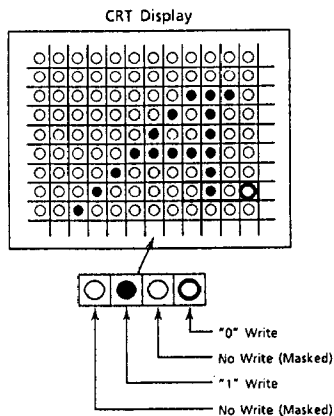 CRT Display
"0" Write
No Write (Masked)
"1" Write
No Write (Masked)